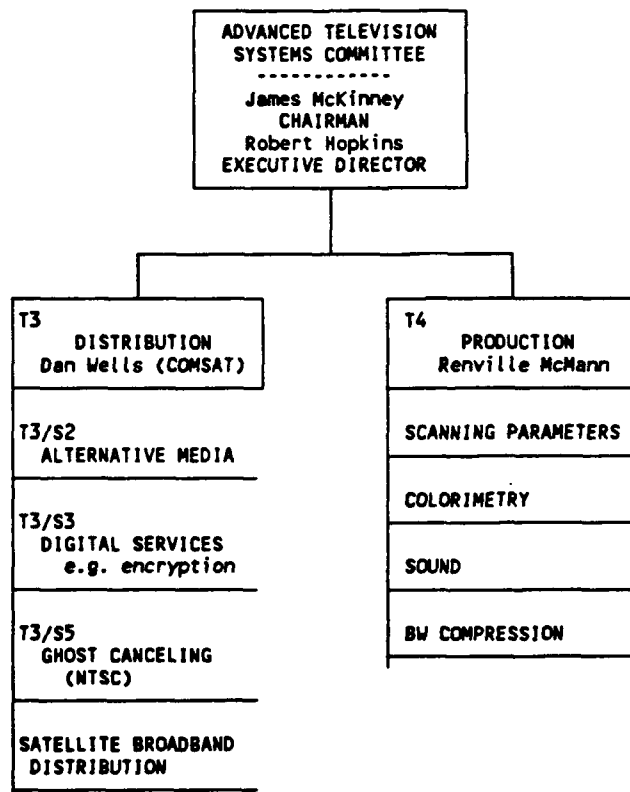 ADVANCED TELEVISION
SYSTEMS COMMITTEE
- - - - - - - - - - - - -
James McKinney
CHAIRMAN
Robert Hopkins
EXECUTIVE DIRECTOR
T3
DISTRIBUTION
Dan Wells (COMSAT)
T3/S2
ALTERNATIVE MEDIA
T3/S3
DIGITAL SERVICES
e.g. encryption
T3/S5
GHOST CANCELING
(NTSC)
SATELLITE BROADBAND
DISTRIBUTION
T4
PRODUCTION
Renville McMann
SCANNING PARAMETERS
COLORIMETRY
SOUND
BW COMPRESSION